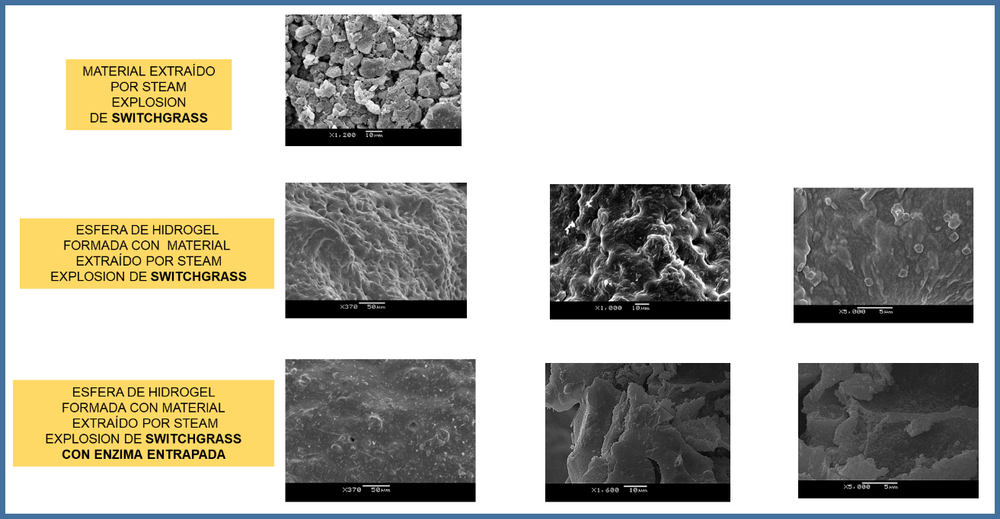 MATERIAL EXTRAÍDO
POR STEAM
EXPLOSION
DE SWITCHGRASS
X1,200 10µm
ESFERA DE HIDROGEL
FORMADA CON MATERIAL
EXTRAÍDO POR STEAM
EXPLOSION DE SWITCHGRASS
X370 50µm
X1,000 10µm
X5,000 5µm
ESFERA DE HIDROGEL
FORMADA CON MATERIAL
EXTRAÍDO POR STEAM
EXPLOSION DE SWITCHGRASS
CON ENZIMA ENTRAPADA
X370 50µm
X1,600 10µm
X5,000 5µm